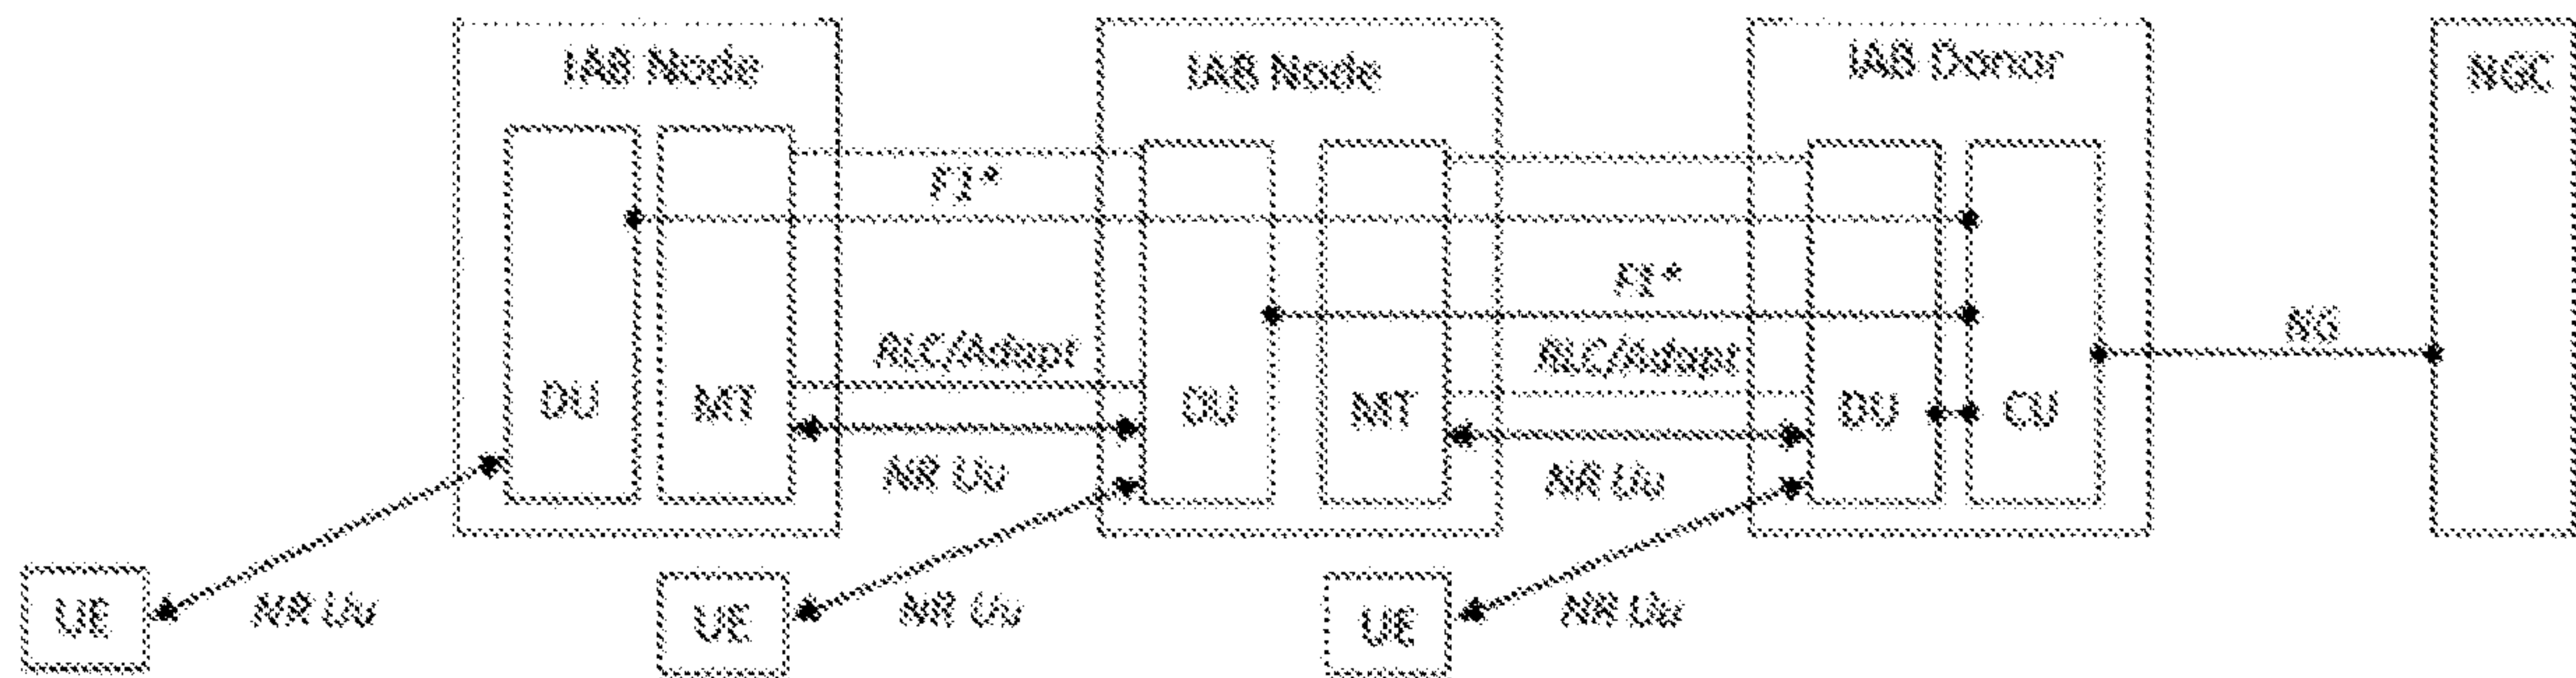 IAB Node
IAB Node
IAB Donor
NGC
F1*
F1*
NG
RLC/Adapt
RLC/Adapt
DU
MT
DU
MT
DU
CU
NR Uu
NR Uu
UE
NR Uu
UE
NR Uu
UE
NR Uu